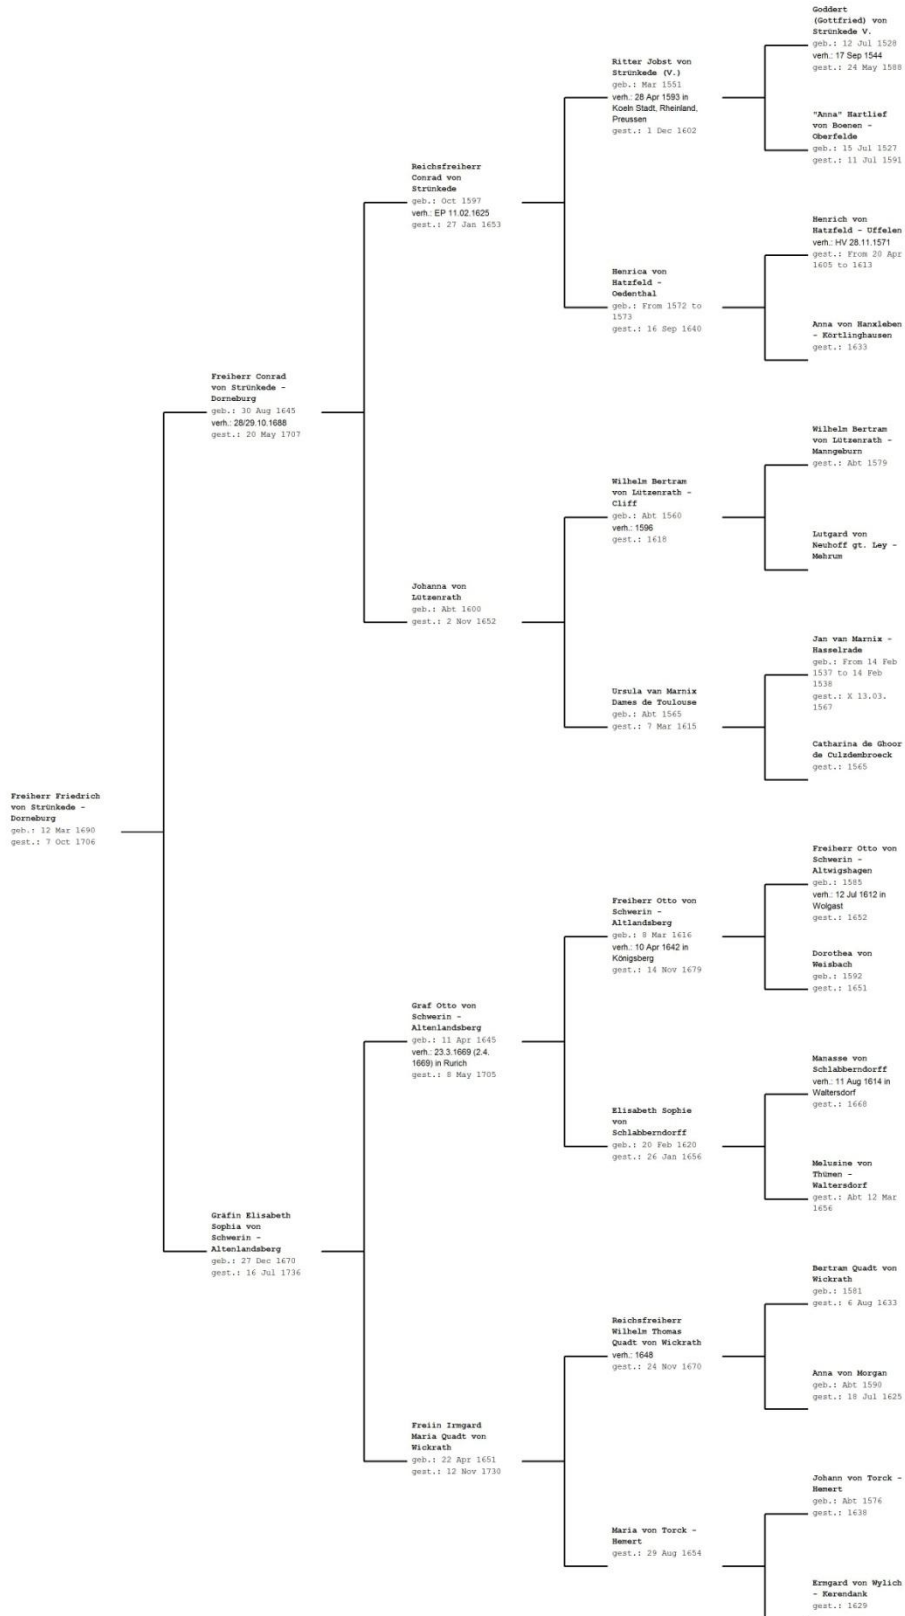 Freiherr Friedrich
von Strünkede -
Dorneburg
geb.: 12 Mar 1690
gest.: 7 Oct 1706
Freiherr Conrad
von Strünkede -
Dorneburg
geb.: 30 Aug 1645
verh.: 28/29.10.1688
gest.: 20 May 1707
Gräfin Elisabeth
Sophia von
Schwerin -
Altenlandsberg
geb.: 27 Dec 1670
gest.: 16 Jul 1736
Reichsfreiherr
Conrad von
Strünkede
geb.: Oct 1597
verh.: EP 11.02.1625
gest.: 27 Jan 1653
Johanna von
Lützenrath
geb.: Abt 1600
gest.: 2 Nov 1652
Graf Otto von
Schwerin -
Altenlandsberg
geb.: 11 Apr 1645
verh.: 23.3.1669 (2.4.
1669) in Rurich
gest.: 8 May 1705
Freiin Irmgard
Maria Quadt von
Wickrath
geb.: 22 Apr 1651
gest.: 12 Nov 1730
Ritter Jobst von
Strünkede (V.)
geb.: Mar 1551
verh.: 28 Apr 1593 in
Koeln Stadt, Rheinland,
Preussen
gest.: 1 Dec 1602
Henrica von
Hatzfeld -
Oedenthal
geb.: From 1572 to
1573
gest.: 16 Sep 1640
Wilhelm Bertram
von Lützenrath -
Cliff
geb.: Abt 1560
verh.: 1596
gest.: 1618
Ursula van Marnix
Dames de Toulouse
geb.: Abt 1565
gest.: 7 Mar 1615
Freiherr Otto von
Schwerin -
Altlandsberg
geb.: 8 Mar 1616
verh.: 10 Apr 1642 in
Königsberg
gest.: 14 Nov 1679
Elisabeth Sophie
von
Schlabberndorff
geb.: 20 Feb 1620
gest.: 26 Jan 1656
Reichsfreiherr
Wilhelm Thomas
Quadt von Wickrath
verh.: 1648
gest.: 24 Nov 1670
Maria von Torck -
Hemert
gest.: 29 Aug 1654
Goddert
(Gottfried) von
Strünkede V.
geb.: 12 Jul 1528
verh.: 17 Sep 1544
gest.: 24 May 1588
"Anna" Hartlief
von Boenen -
Oberfelde
geb.: 15 Jul 1527
gest.: 11 Jul 1591
Henrich von
Hatzfeld - Uffelen
verh.: HV 28.11.1571
gest.: From 20 Apr
1605 to 1613
Anna von Hanxleben
- Körtlinghausen
gest.: 1633
Wilhelm Bertram
von Lützenrath -
Manngeburn
gest.: Abt 1579
Lutgard von
Neuhoff gt. Ley -
Mehrum
Jan van Marnix -
Hasselrade
geb.: From 14 Feb
1537 to 14 Feb
1538
gest.: X 13.03.
1567
Catharina de Ghoor
de Culzdembroeck
gest.: 1565
Freiherr Otto von
Schwerin -
Altwigshagen
geb.: 1585
verh.: 12 Jul 1612 in
Wolgast
gest.: 1652
Dorothea von
Weisbach
geb.: 1592
gest.: 1651
Manasse von
Schlabberndorff
verh.: 11 Aug 1614 in
Waltersdorf
gest.: 1668
Melusine von
Thümen -
Waltersdorf
gest.: Abt 12 Mar
1656
Bertram Quadt von
Wickrath
geb.: 1581
gest.: 6 Aug 1633
Anna von Morgan
geb.: Abt 1590
gest.: 18 Jul 1625
Johann von Torck -
Hemert
geb.: Abt 1576
gest.: 1638
Ermgard von Wylich
- Kerendank
gest.: 1629